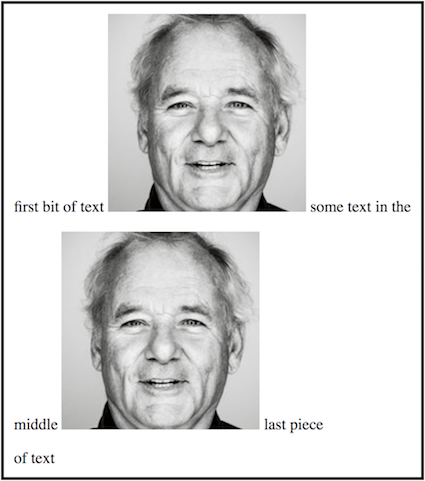 first bit of text some text in the
middle last piece
of text